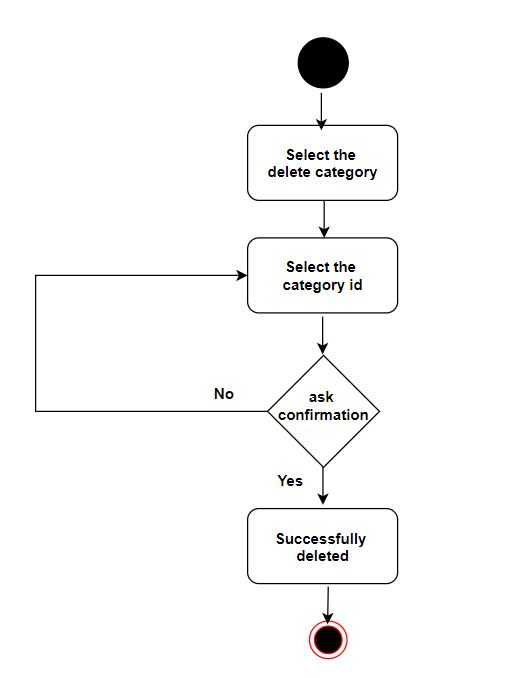 Select the
delete category
Select the
category id
No
ask
confirmation
Yes
Successfully
deleted